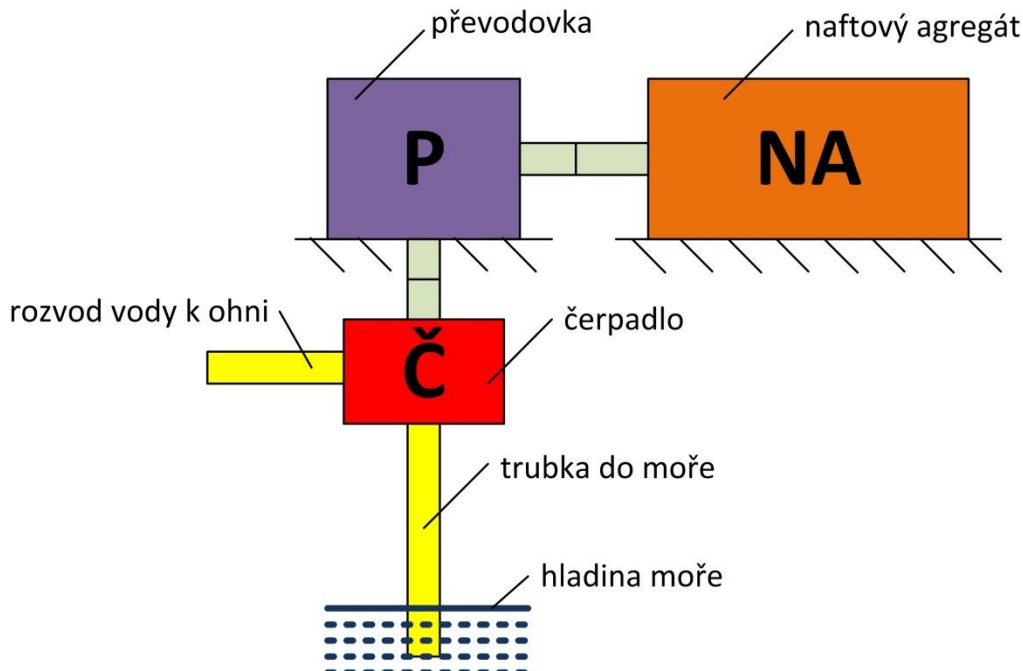 převodovka
naftový agregát
P
NA
rozvod vody k ohni
čerpadlo
Č
trubka do moře
hladina moře